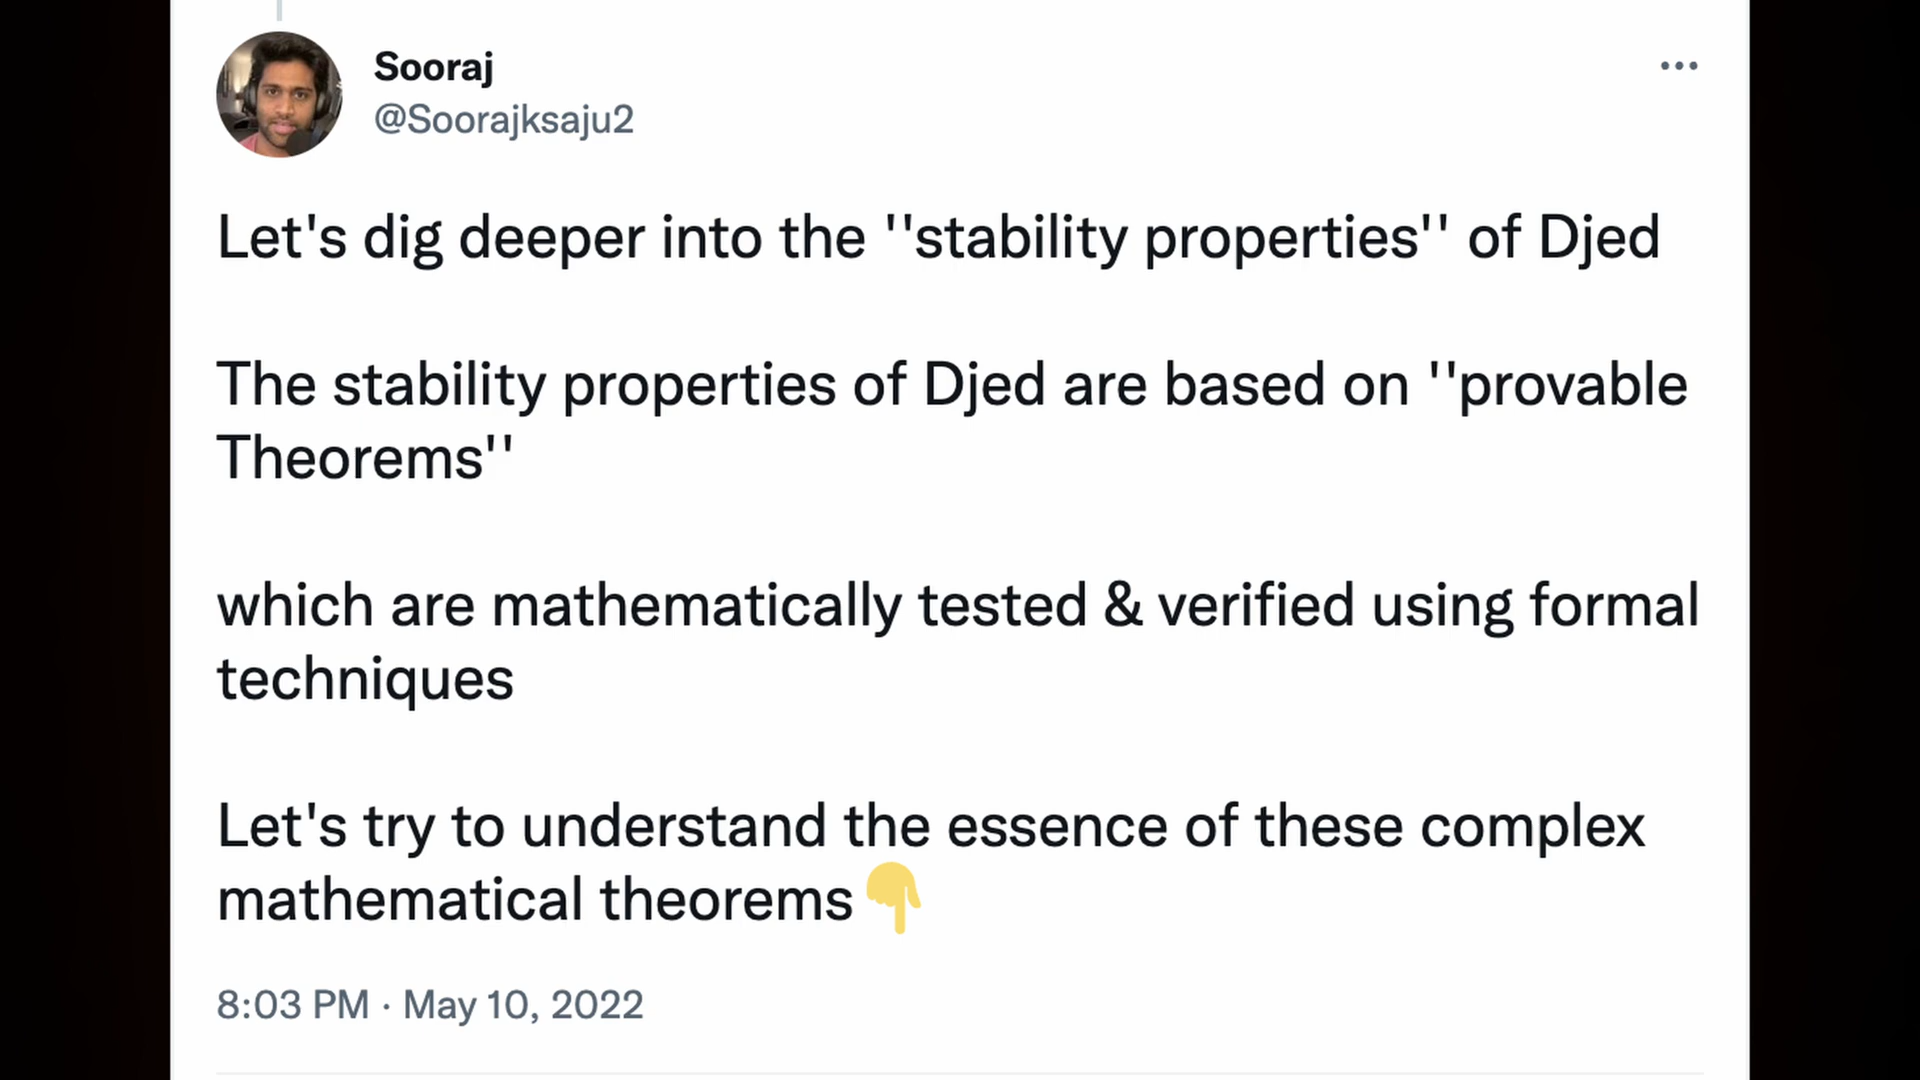 Sooraj
@Soorajksaju2
Let's dig deeper into the ''stability properties'' of Djed
The stability properties of Djed are based on ''provable
Theorems''
which are mathematically tested & verified using formal
techniques
Let's try to understand the essence of these complex
mathematical theorems👇
8:03 PM · May 10, 2022